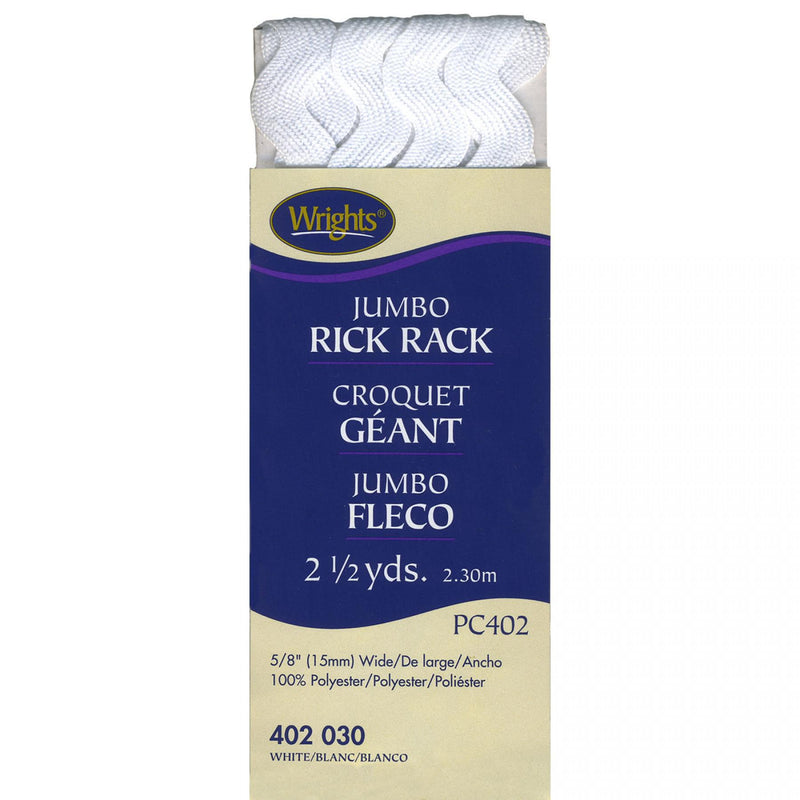 Wrights®
JUMBO
RICK RACK
CROQUET
GÉANT
JUMBO
FLECO
2 1/2 yds. 2.30m
PC402
5/8" (15mm) Wide/De large/Ancho
100% Polyester/Polyester/Poliéster
402 030
WHITE/BLANC/BLANCO